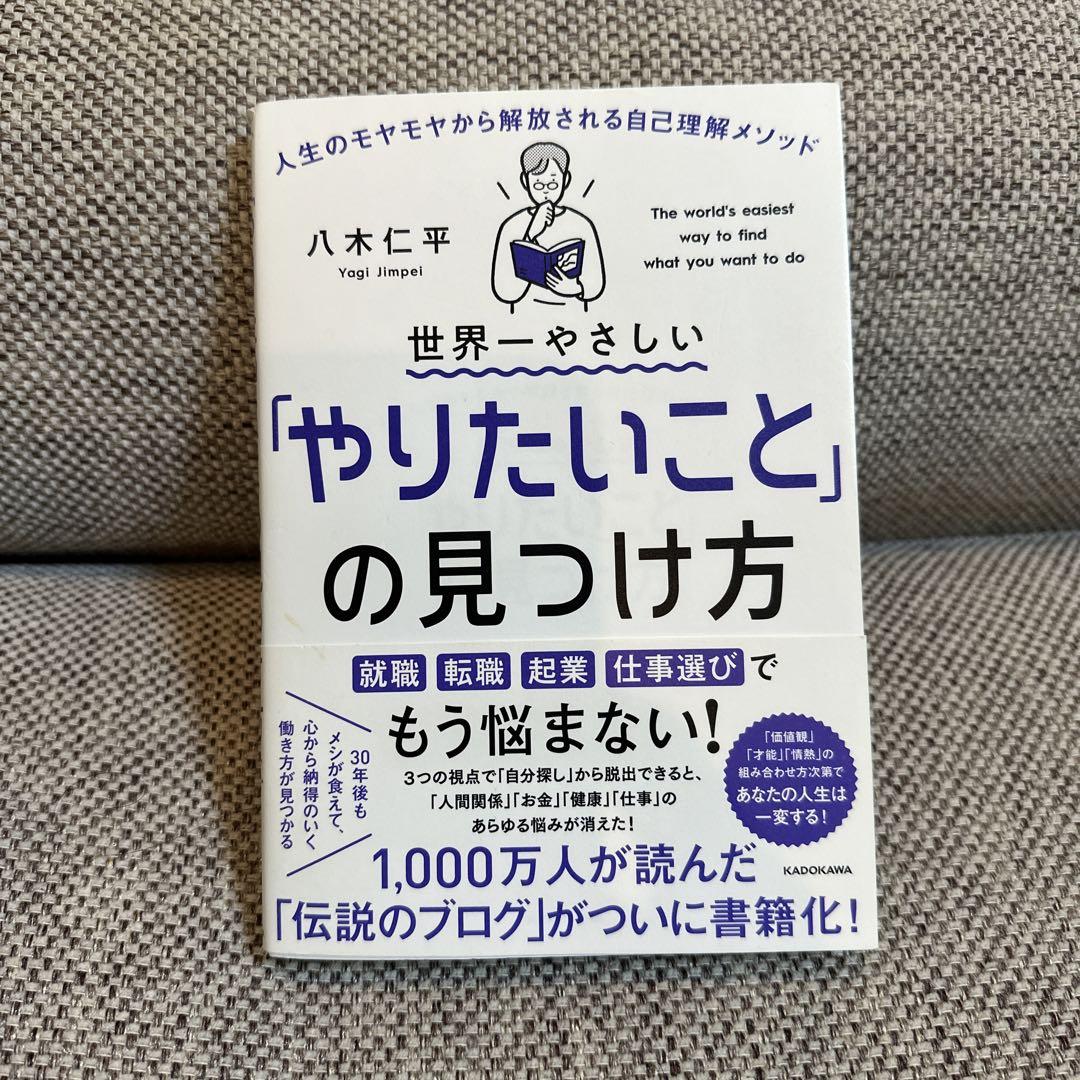 人生のモヤモヤから解放される自己理解メソッド
八木仁平
Yagi Jimpei
The world's easiest
way to find
what you want to do
世界一やさしい
「やりたいこと」
の見つけ方
就職 転職 起業 仕事選びで
もう悩まない!
3つの視点で「自分探し」から脱出できると、
「人間関係」「お金」「健康」「仕事」の
あらゆる悩みが消えた!
30年後も
メシが食えて、
心から納得のいく
働き方が見つかる
「価値観」
「才能」「情熱」の
組み合わせ方次第で
あなたの人生は
一変する!
KADOKAWA
1,000万人が読んだ
「伝説のブログ」がついに書籍化!